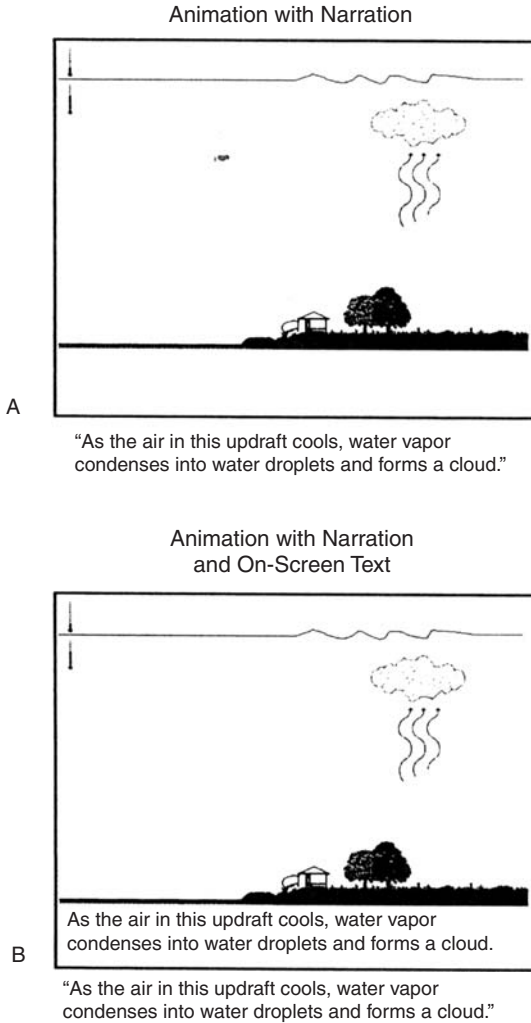 Animation with Narration
A
“As the air in this updraft cools, water vapor
condenses into water droplets and forms a cloud.”
Animation with Narration
and On-Screen Text
As the air in this updraft cools, water vapor
condenses into water droplets and forms a cloud.
B
“As the air in this updraft cools, water vapor
condenses into water droplets and forms a cloud.”